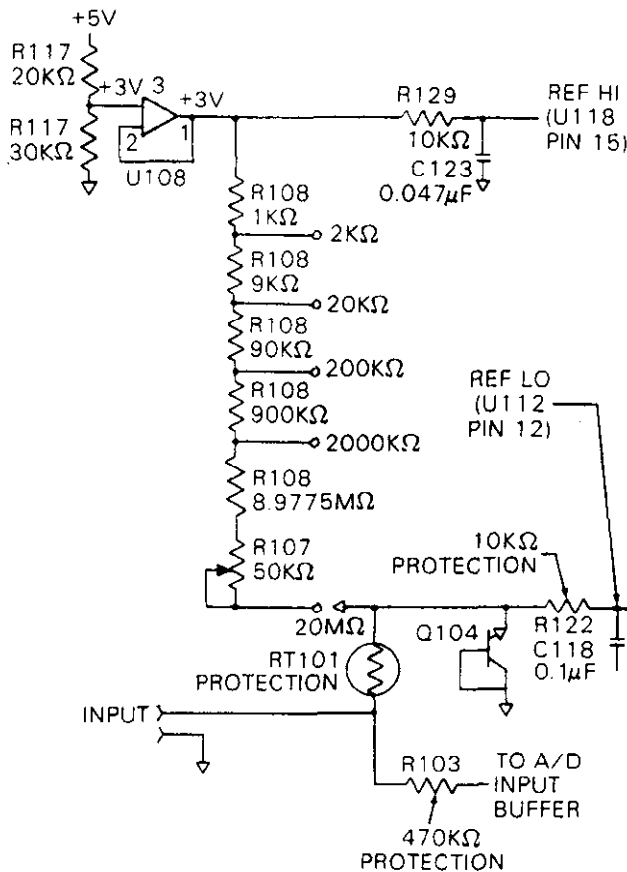 +5V
R117
20KΩ
+3V
3
+3V
R117
30KΩ
2
1
U108
R129
10KΩ
C123
0.047µF
REF HI
(U118
PIN 15)
R108
1KΩ
2KΩ
R108
9KΩ
20KΩ
R108
90KΩ
200KΩ
R108
900KΩ
2000KΩ
R108
8.9775MΩ
R107
50KΩ
20MΩ
REF LO
(U112
PIN 12)
10KΩ
PROTECTION
R122
C118
0.1µF
Q104
RT101
PROTECTION
INPUT
R103
TO A/D
INPUT
BUFFER
470KΩ
PROTECTION